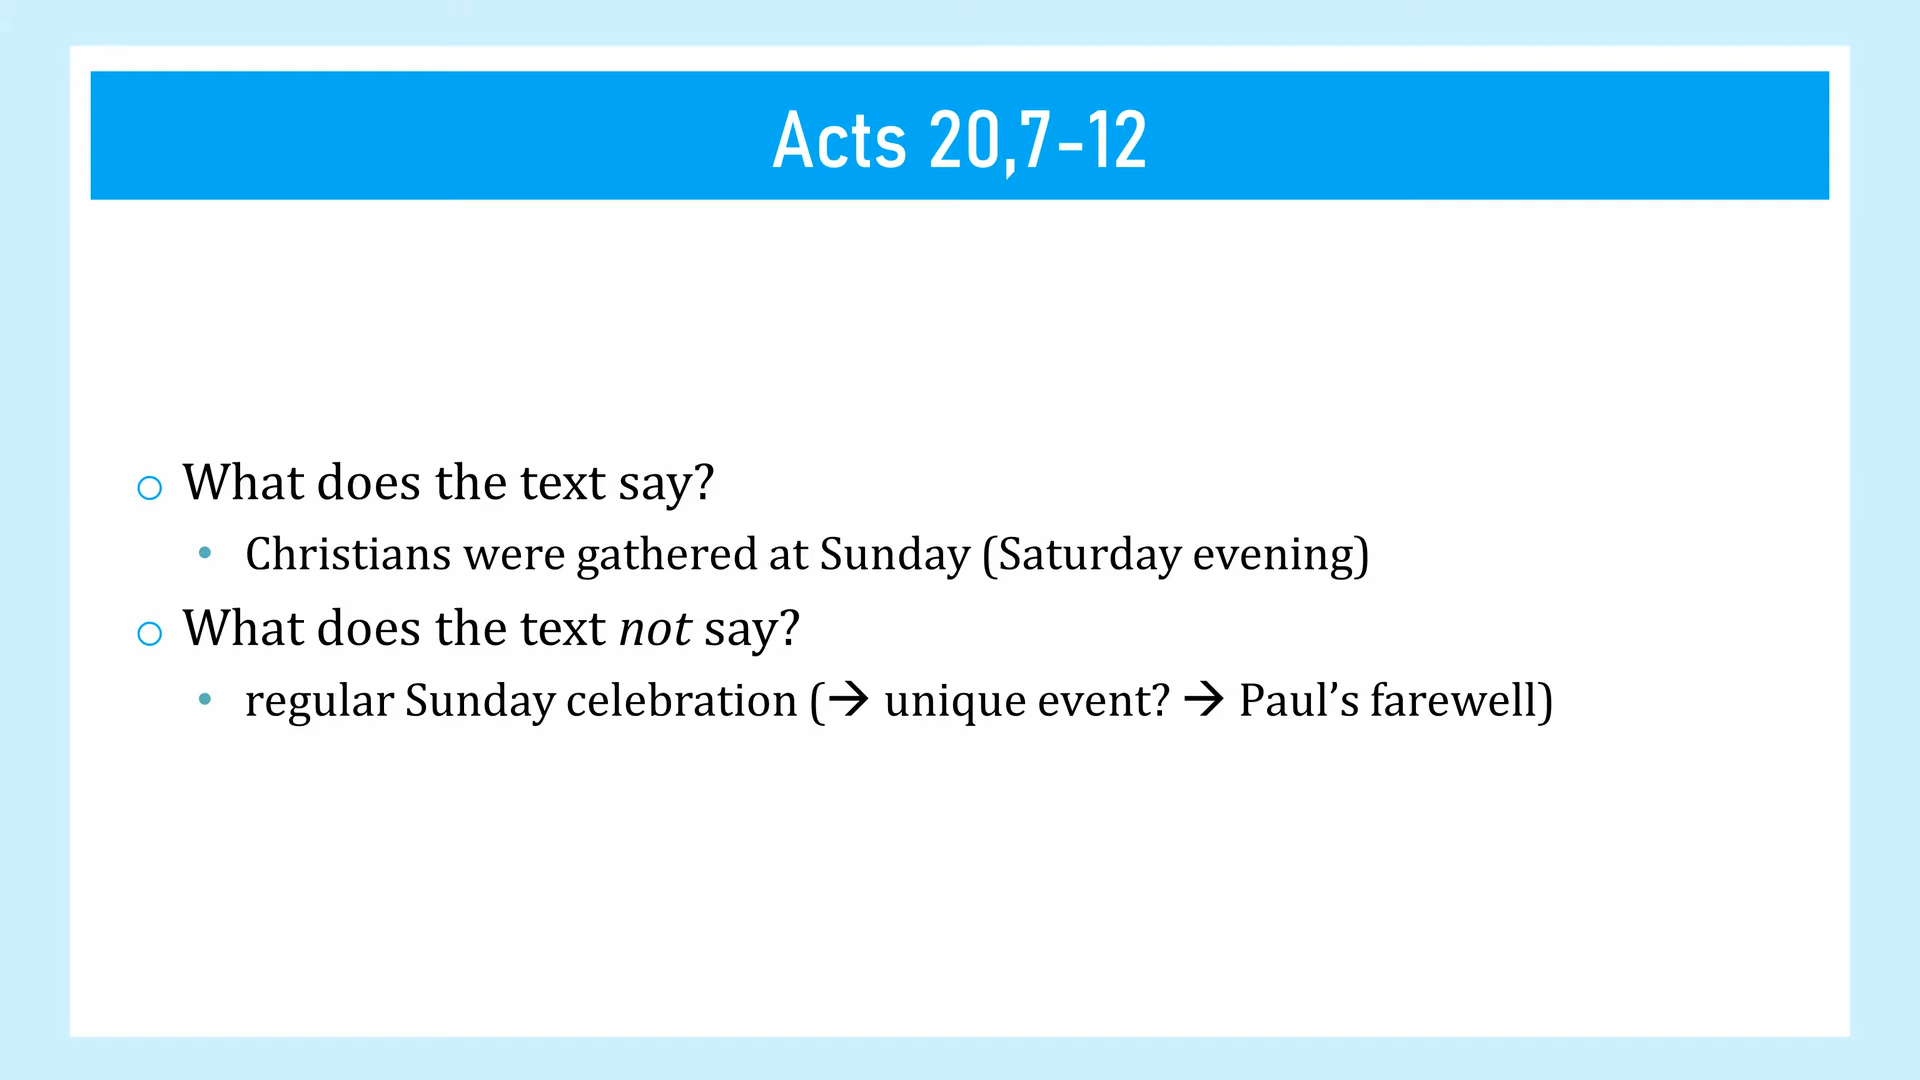 Acts 20,7-12
○ What does the text say?
• Christians were gathered at Sunday (Saturday evening)
○ What does the text not say?
• regular Sunday celebration (→ unique event? → Paul’s farewell)